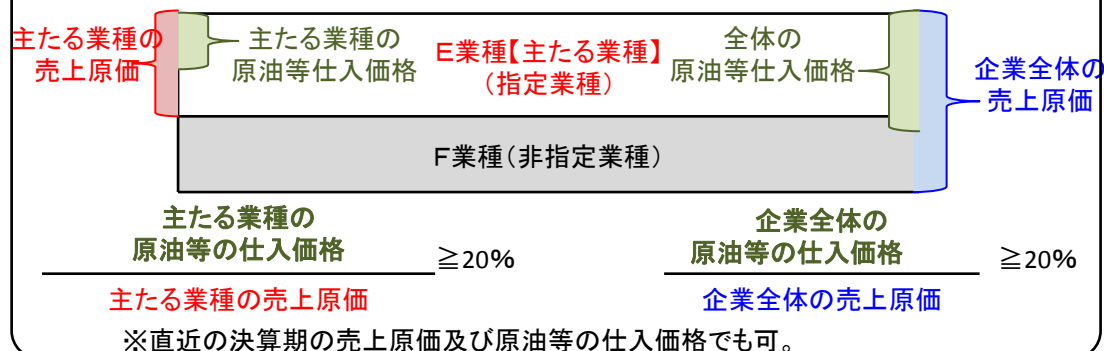 主たる業種の
売上原価
主たる業種の
原油等仕入価格
E業種【主たる業種】
(指定業種)
全体の
原油等仕入価格
企業全体の
売上原価
F業種(非指定業種)
主たる業種の
原油等の仕入価格
≧20%
主たる業種の売上原価
企業全体の
原油等の仕入価格
≧20%
企業全体の売上原価
※直近の決算期の売上原価及び原油等の仕入価格でも可。